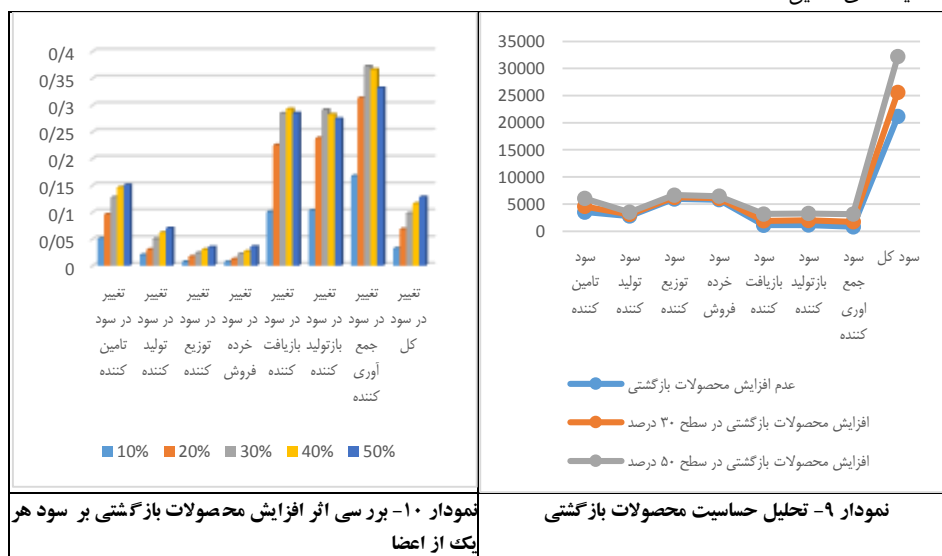 0/4
0/35
0/3
0/25
0/2
0/15
0/1
0/05
0
تغییر در سود تامین کننده
تغییر در سود تولید کننده
تغییر در سود توزیع کننده
تغییر در سود خرده فروش
تغییر در سود بازیافت کننده
تغییر در سود بازتولید کننده
تغییر در سود جمع آوری کننده
تغییر در سود کل
10% 20% 30% 40% 50%
35000
30000
25000
20000
15000
10000
5000
0
سود تامین کننده
سود تولید کننده
سود توزیع کننده
سود خرده فروش
سود بازیافت کننده
سود بازتولید کننده
سود جمع اوری کننده
سود کل
عدم افزایش محصولات بازگشتی
افزایش محصولات بازگشتی در سطح ۳۰ درصد
افزایش محصولات بازگشتی در سطح ۵۰ درصد
نمودار ۱۰- بررسی اثر افزایش محصولات بازگشتی بر سود هر
یک از اعضا
نمودار ۹- تحلیل حساسیت محصولات بازگشتی